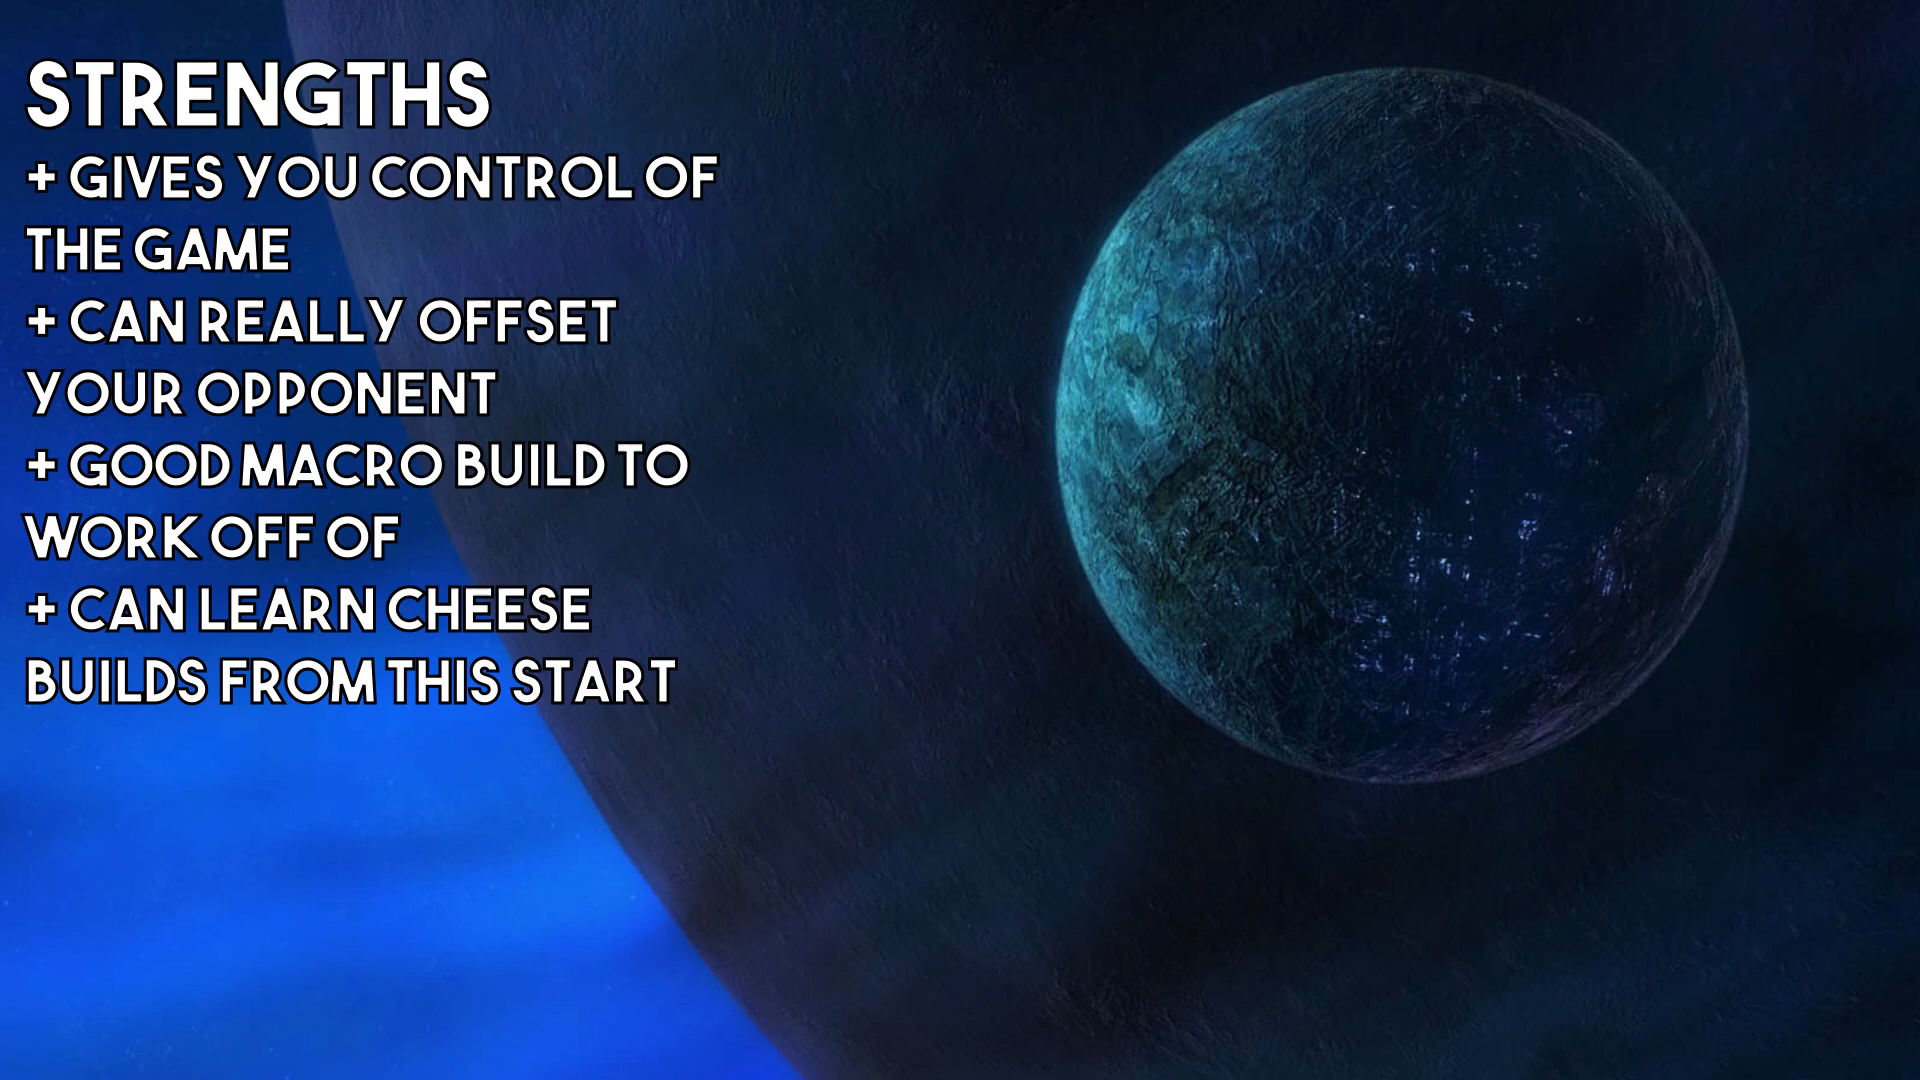 STRENGTHS
+ GIVES YOU CONTROL OF
THE GAME
+ CAN REALLY OFFSET
YOUR OPPONENT
+ GOOD MACRO BUILD TO
WORK OFF OF
+ CAN LEARN CHEESE
BUILDS FROM THIS START